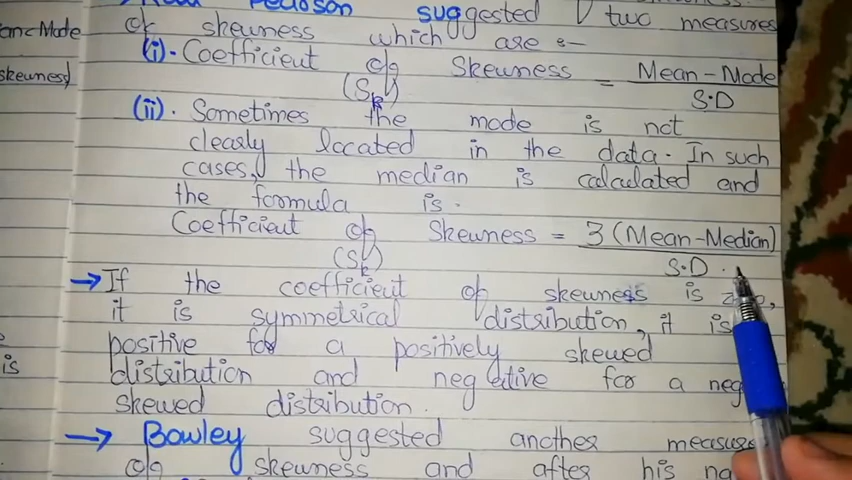 Pearson suggested two measures
of skewness which are :-
(i). Coefficient of Skewness = Mean - Mode
(Sk) S.D
(ii). Sometimes the mode is not
clearly located in the data. In such
cases, the median is calculated and
the formula is.
Coefficient of Skewness = 3 (Mean-Median)
(Sk) S.D.
→ If the coefficient of skewness is
it is symmetrical distribution, it is
positive for a positively skewed
distribution and negative for a neg
skewed distribution.
→ Bowley suggested another measure
of skewness and after his na
Mode
skewness)
is